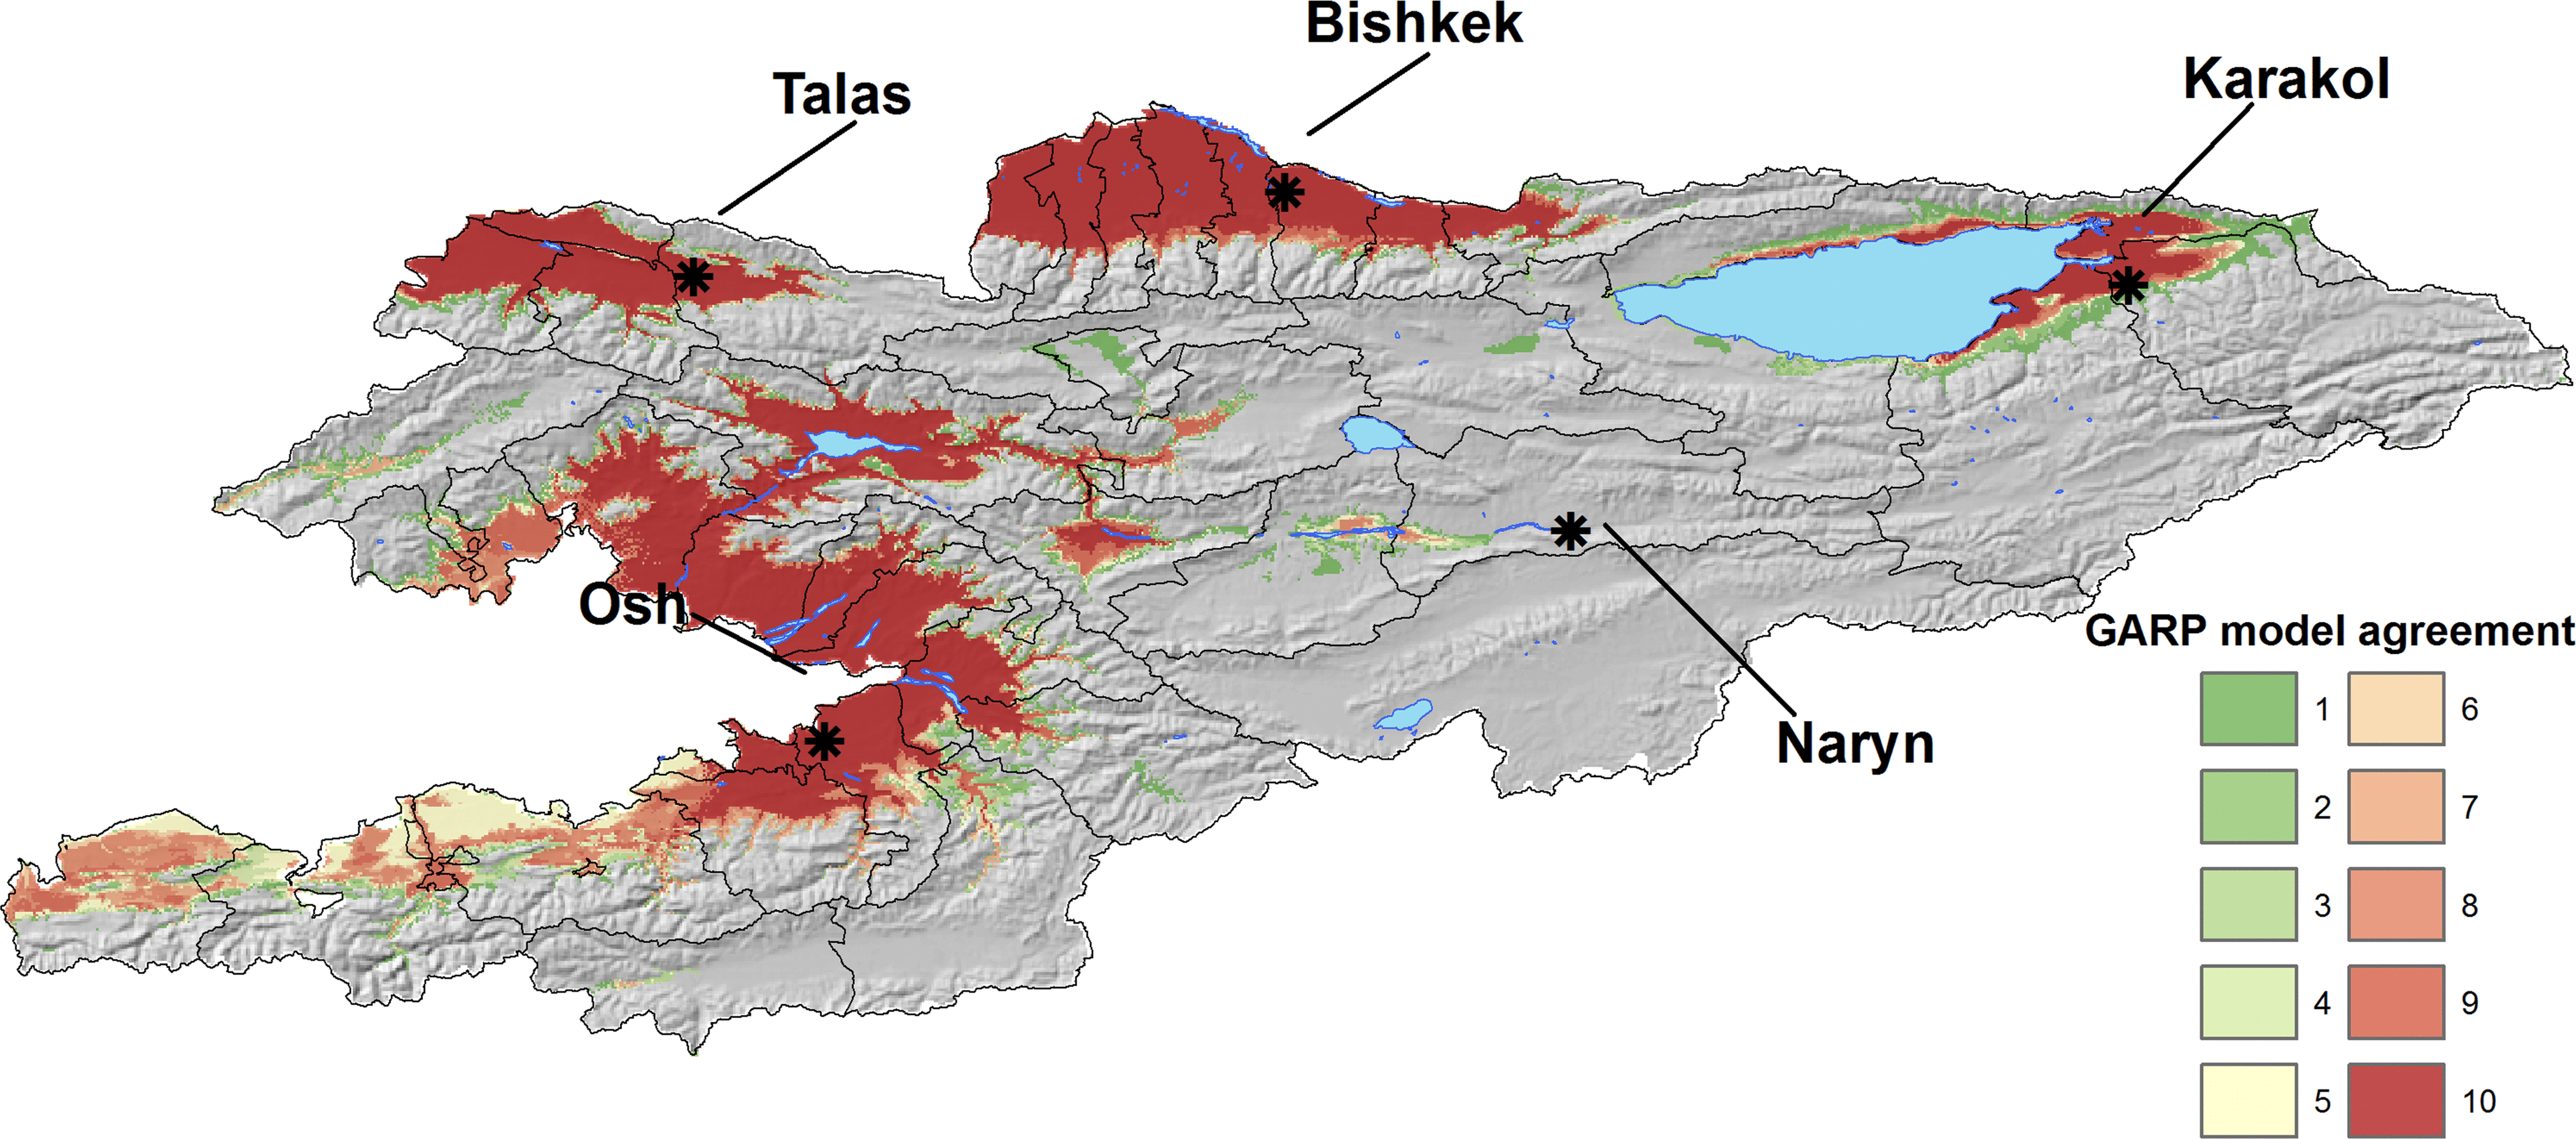 Bishkek
Talas
Karakol
Osh
Naryn
GARP model agreement
1 6
2 7
3 8
4 9
5 10